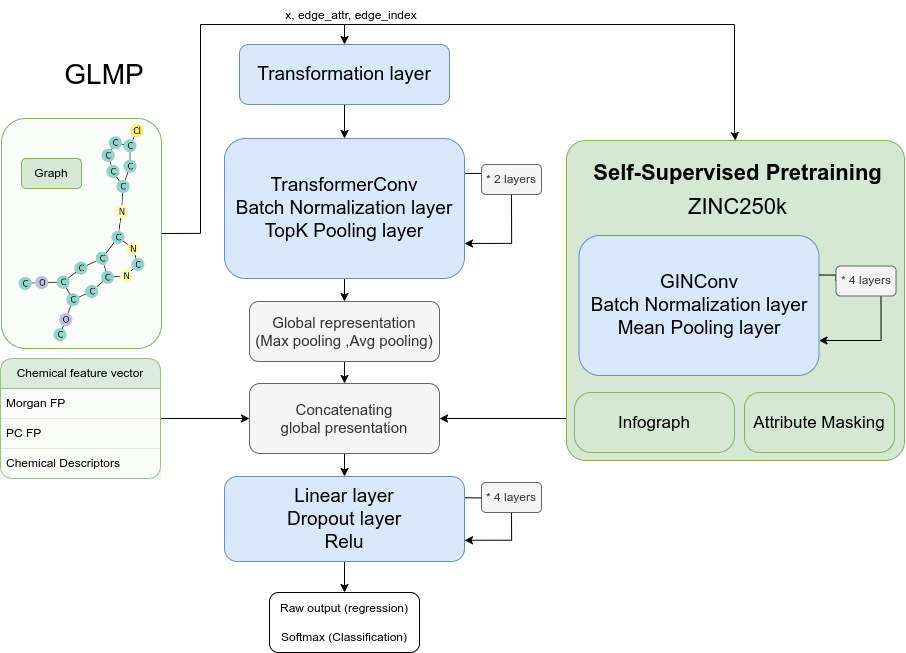 x, edge_attr, edge_index
GLMP
Transformation layer
Graph
Cl
C
C
C
C
C
C
N
C
N
C
N
C
C
C
C
C
C
O
C
C
O
C
TransformerConv
Batch Normalization layer
TopK Pooling layer
* 2 layers
Global representation
(Max pooling ,Avg pooling)
Chemical feature vector
Morgan FP
PC FP
Chemical Descriptors
Concatenating
global presentation
Linear layer
Dropout layer
Relu
* 4 layers
Raw output (regression)
Softmax (Classification)
Self-Supervised Pretraining
ZINC250k
GINConv
Batch Normalization layer
Mean Pooling layer
* 4 layers
Infograph
Attribute Masking